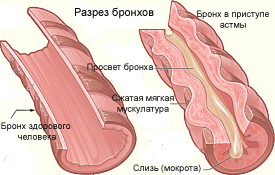 Разрез бронхов
Бронх в приступе
астмы
Просвет бронха
Сжатая мягкая
мускулатура
Бронх здорового
человека
Слизь (мокрота)